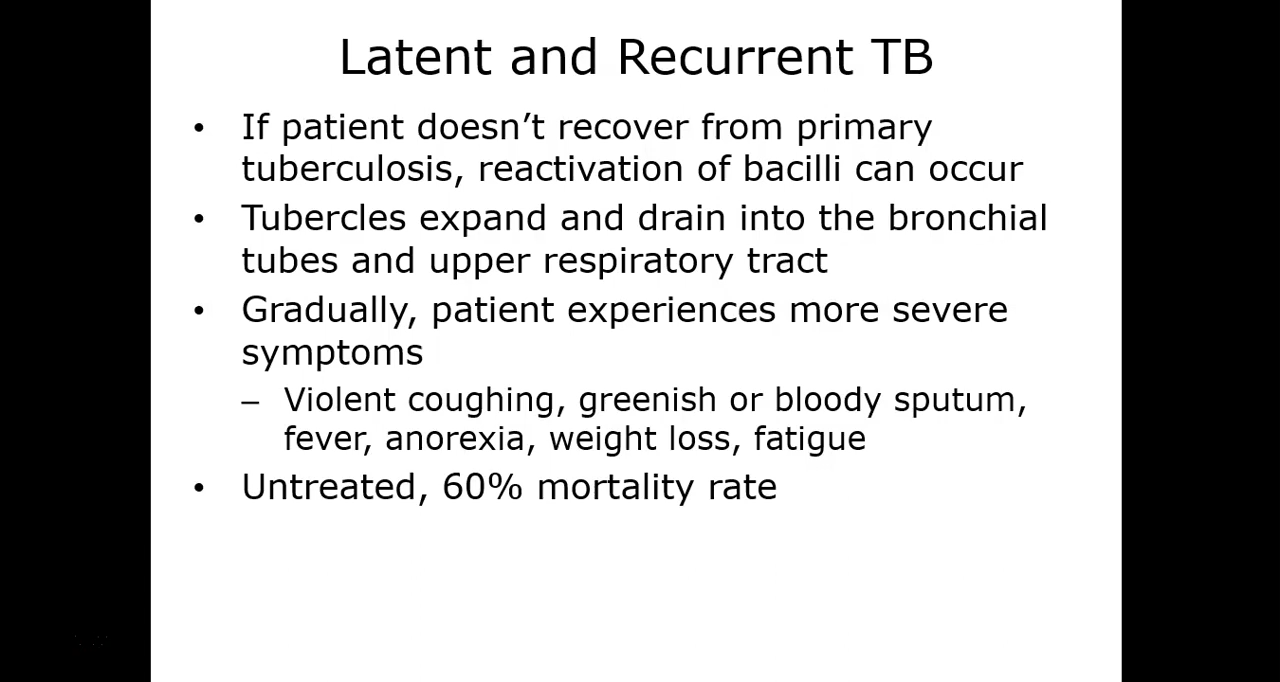 Latent and Recurrent TB
• If patient doesn’t recover from primary
tuberculosis, reactivation of bacilli can occur
• Tubercles expand and drain into the bronchial
tubes and upper respiratory tract
• Gradually, patient experiences more severe
symptoms
– Violent coughing, greenish or bloody sputum,
fever, anorexia, weight loss, fatigue
• Untreated, 60% mortality rate